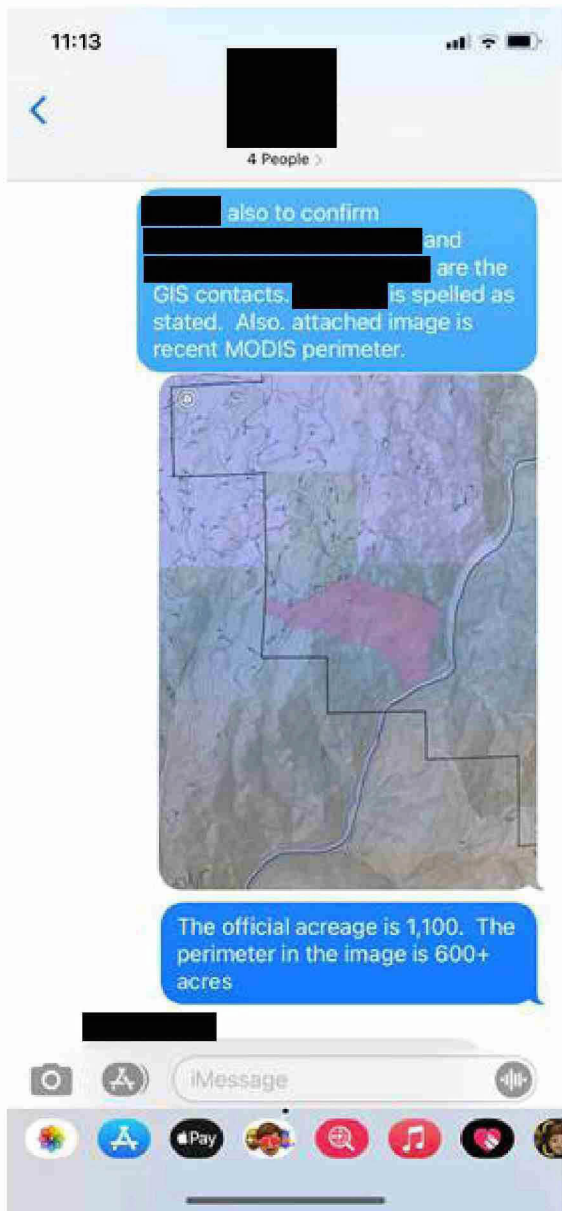 11:13
4 People >
also to confirm
and
are the
GIS contacts. is spelled as
stated. Also. attached image is
recent MODIS perimeter.
The official acreage is 1,100. The
perimeter in the image is 600+
acres
iMessage
Pay